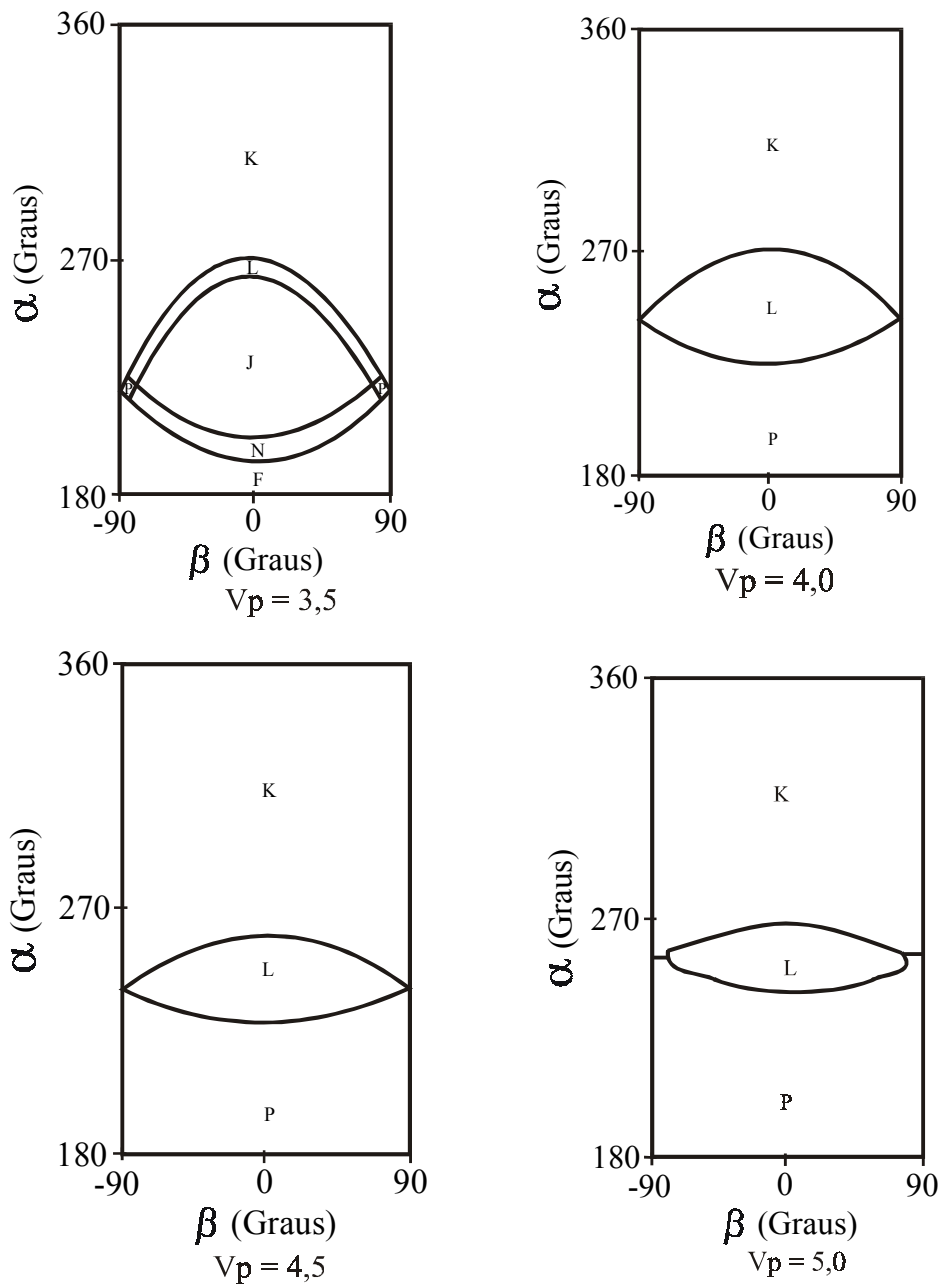 360
K
α (Graus)
270
L
J
P
P
N
F
180
-90
0
90
β (Graus)
Vp = 3,5
360
K
α (Graus)
270
L
P
180
-90
0
90
β (Graus)
Vp = 4,0
360
K
α (Graus)
270
L
P
180
-90
0
90
β (Graus)
Vp = 4,5
360
K
α (Graus)
270
L
P
180
-90
0
90
β (Graus)
Vp = 5,0